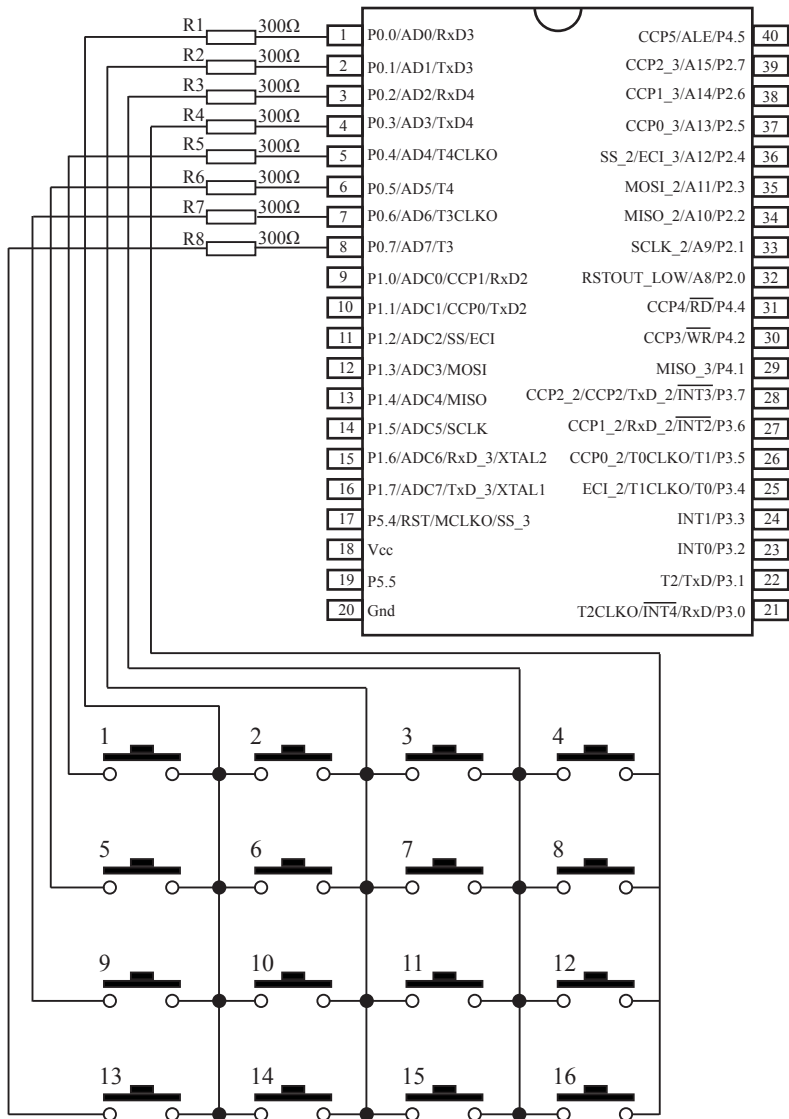 R1 300Ω 1 P0.0/AD0/RxD3 CCP5/ALE/P4.5 40
R2 300Ω 2 P0.1/AD1/TxD3 CCP2_3/A15/P2.7 39
R3 300Ω 3 P0.2/AD2/RxD4 CCP1_3/A14/P2.6 38
R4 300Ω 4 P0.3/AD3/TxD4 CCP0_3/A13/P2.5 37
R5 300Ω 5 P0.4/AD4/T4CLKO SS_2/ECI_3/A12/P2.4 36
R6 300Ω 6 P0.5/AD5/T4 MOSI_2/A11/P2.3 35
R7 300Ω 7 P0.6/AD6/T3CLKO MISO_2/A10/P2.2 34
R8 300Ω 8 P0.7/AD7/T3 SCLK_2/A9/P2.1 33
9 P1.0/ADC0/CCP1/RxD2 RSTOUT_LOW/A8/P2.0 32
10 P1.1/ADC1/CCP0/TxD2 CCP4/RD/P4.4 31
11 P1.2/ADC2/SS/ECI CCP3/WR/P4.2 30
12 P1.3/ADC3/MOSI MISO_3/P4.1 29
13 P1.4/ADC4/MISO CCP2_2/CCP2/TxD_2/INT3/P3.7 28
14 P1.5/ADC5/SCLK CCP1_2/RxD_2/INT2/P3.6 27
15 P1.6/ADC6/RxD_3/XTAL2 CCP0_2/T0CLKO/T1/P3.5 26
16 P1.7/ADC7/TxD_3/XTAL1 ECI_2/T1CLKO/T0/P3.4 25
17 P5.4/RST/MCLKO/SS_3 INT1/P3.3 24
18 Vcc INT0/P3.2 23
19 P5.5 T2/TxD/P3.1 22
20 Gnd T2CLKO/INT4/RxD/P3.0 21
1 2 3 4
5 6 7 8
9 10 11 12
13 14 15 16